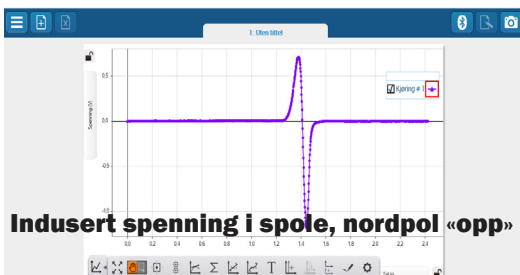 1: Uten tittel
Kjøring # 1
Spenning (V)
0.5
0.0
-1.0
0.0 0.2 0.4 0.6 0.8 1.0 1.2 1.4 1.6 1.8 2.0 2.2 2.4
Indusert spenning i spole, nordpol «opp»